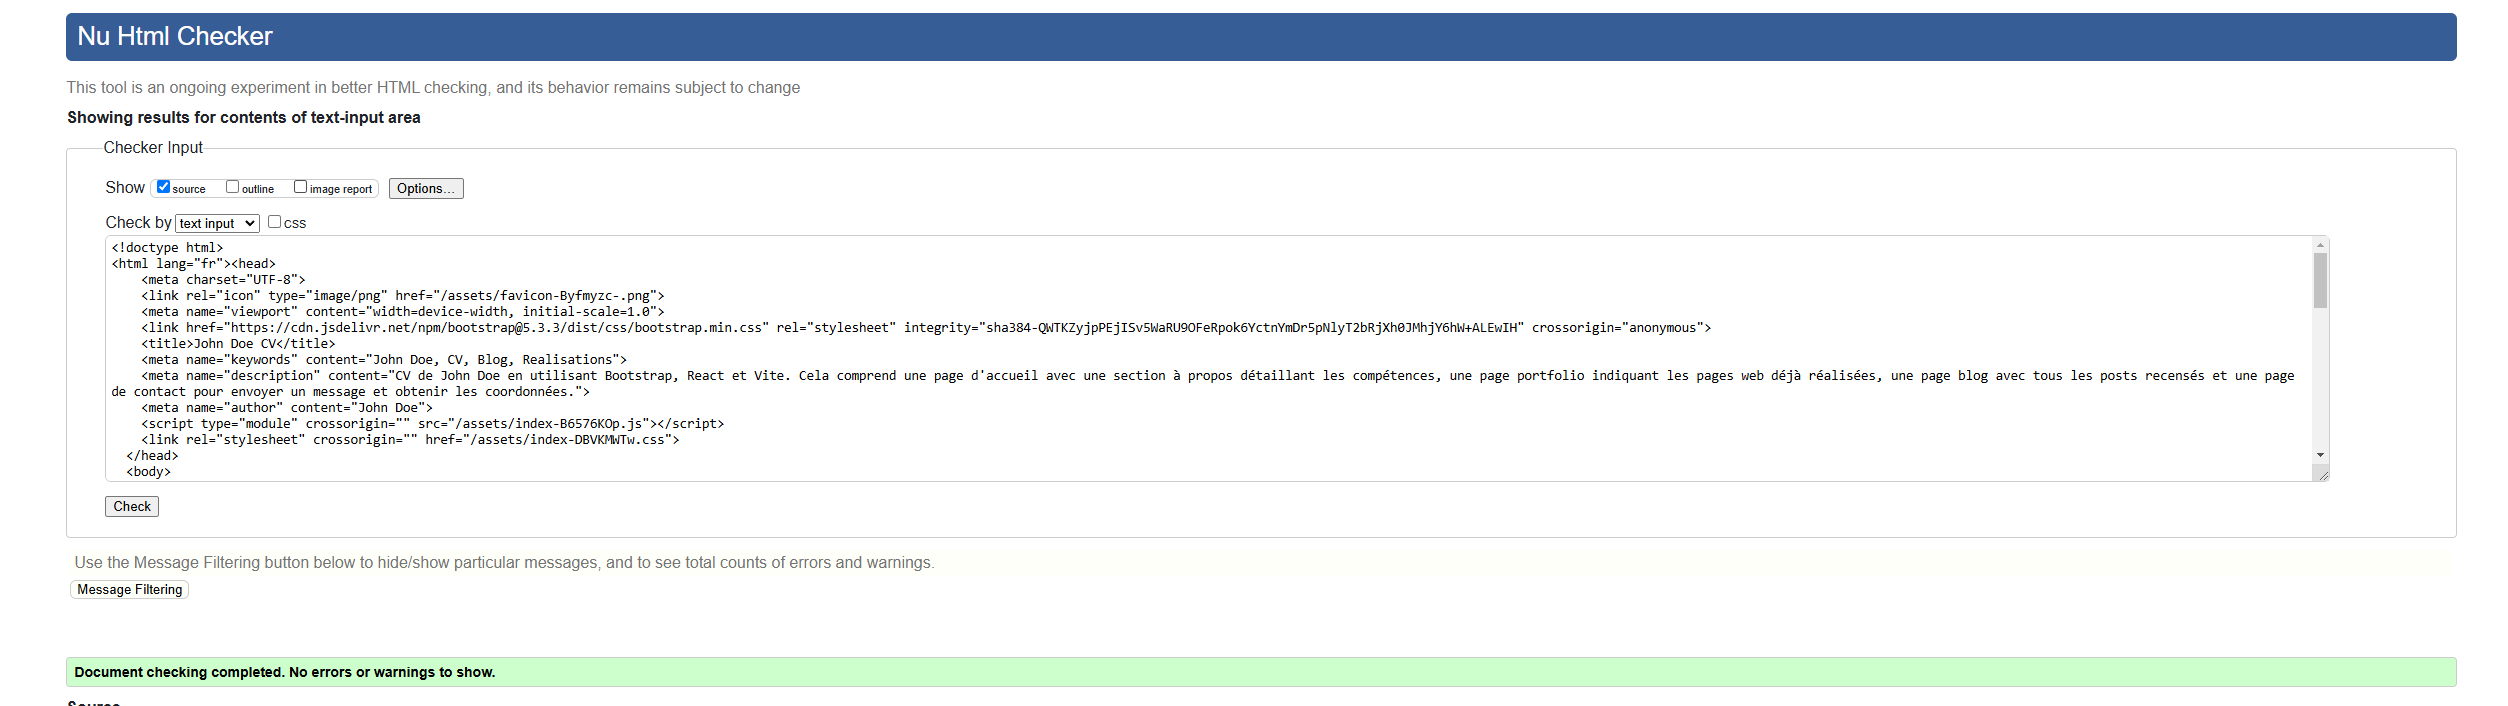 Nu Html Checker
This tool is an ongoing experiment in better HTML checking, and its behavior remains subject to change
Showing results for contents of text-input area
Checker Input
Show source outline image report Options...
Check by text input css
<!doctype html>
<html lang="fr"><head>
    <meta charset="UTF-8">
    <link rel="icon" type="image/png" href="/assets/favicon-Byfmyzc-.png">
    <meta name="viewport" content="width=device-width, initial-scale=1.0">
    <link href="https://cdn.jsdelivr.net/npm/bootstrap@5.3.3/dist/css/bootstrap.min.css" rel="stylesheet" integrity="sha384-QWTKZyjpPEjISv5WaRU9OFeRpok6YctnYmDr5pNlyT2bRjXh0JMhjY6hW+ALEwIH" crossorigin="anonymous">
    <title>John Doe CV</title>
    <meta name="keywords" content="John Doe, CV, Blog, Realisations">
    <meta name="description" content="CV de John Doe en utilisant Bootstrap, React et Vite. Cela comprend une page d'accueil avec une section à propos détaillant les compétences, une page portfolio indiquant les pages web déjà réalisées, une page blog avec tous les posts recensés et une page
de contact pour envoyer un message et obtenir les coordonnées.">
    <meta name="author" content="John Doe">
    <script type="module" crossorigin="" src="/assets/index-B6576KOp.js"></script>
    <link rel="stylesheet" crossorigin="" href="/assets/index-DBVKMWTw.css">
  </head>
  <body>
Check
Use the Message Filtering button below to hide/show particular messages, and to see total counts of errors and warnings.
Message Filtering
Document checking completed. No errors or warnings to show.
Source